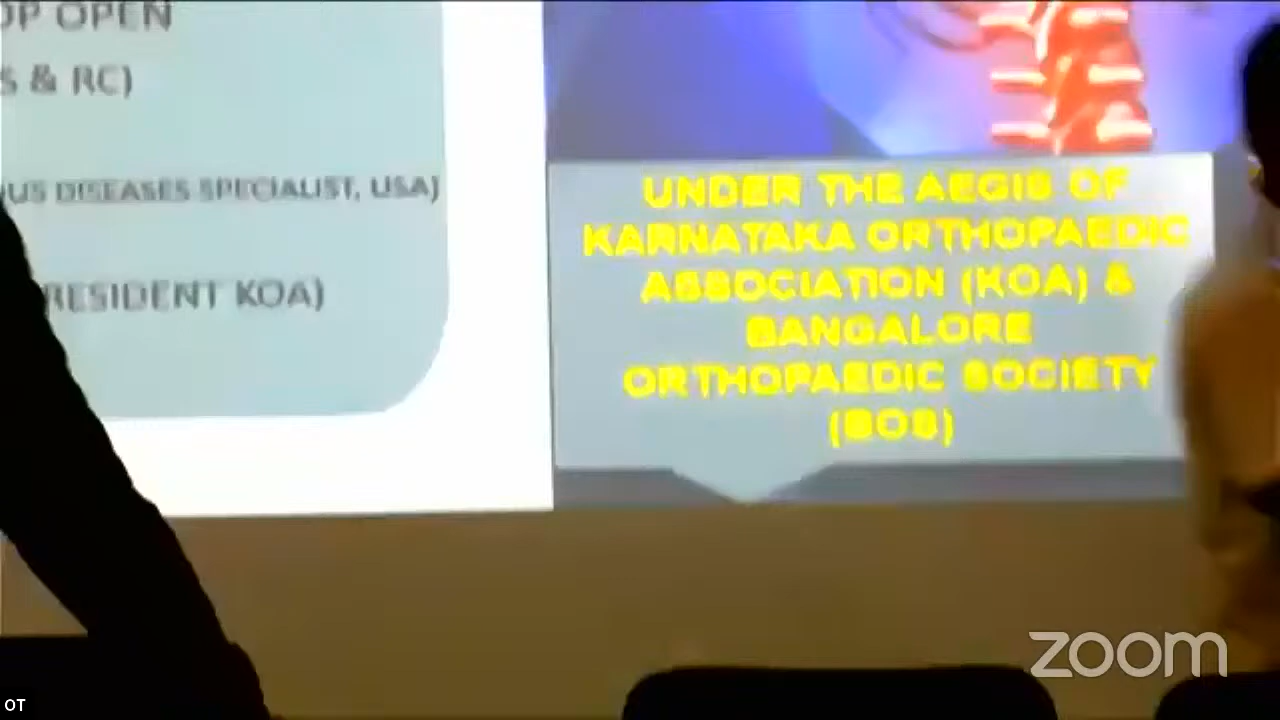 OP OPEN
S & RC)
US DISEASES SPECIALIST, USA)
RESIDENT KOA)
UNDER THE AEGIS OF
KARNATAKA ORTHOPAEDIC
ASSOCIATION (KOA) &
BANGALORE
ORTHOPAEDIC SOCIETY
(BOS)
zoom
OT